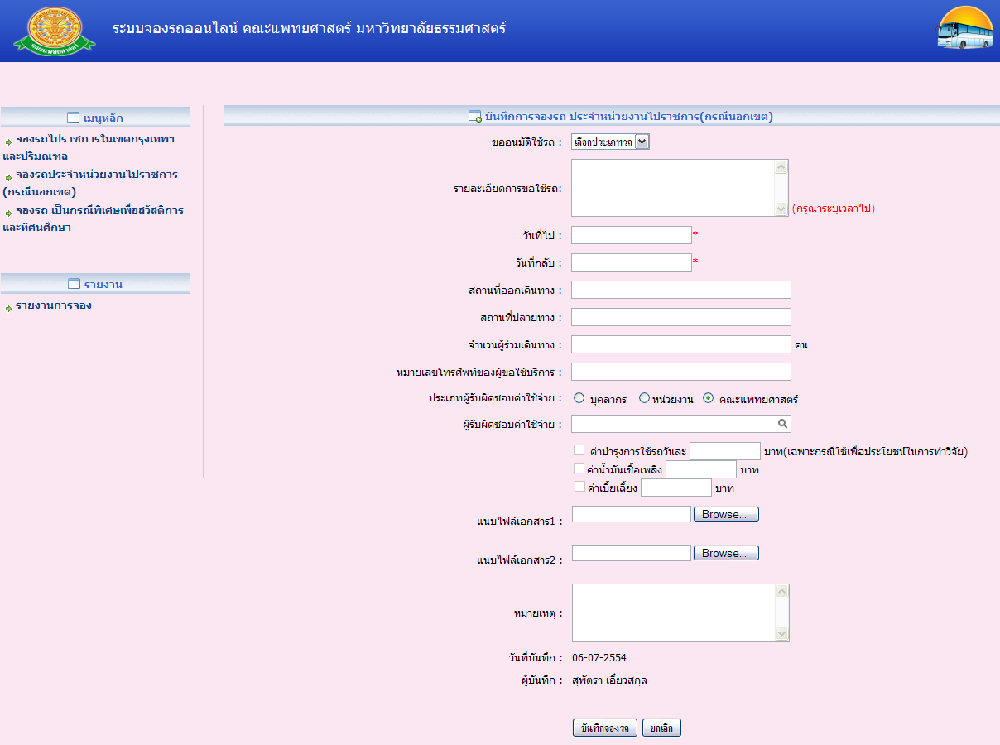 ระบบจองรถออนไลน์ คณะแพทยศาสตร์ มหาวิทยาลัยธรรมศาสตร์
คณะแพทยศาสตร์
เมนูหลัก
จองรถไปราชการในเขตกรุงเทพฯ
และปริมณฑล
จองรถประจำหน่วยงานไปราชการ
(กรณีนอกเขต)
จองรถ เป็นกรณีพิเศษเพื่อสวัสดิการ
และทัศนศึกษา
รายงาน
รายงานการจอง
บันทึกการจองรถ ประจำหน่วยงานไปราชการ(กรณีนอกเขต)
ขออนุมัติใช้รถ : เลือกประเภทรถ
รายละเอียดการขอใช้รถ: (กรุณาระบุเวลาไป)
วันที่ไป : *
วันที่กลับ : *
สถานที่ออกเดินทาง :
สถานที่ปลายทาง :
จำนวนผู้ร่วมเดินทาง : คน
หมายเลขโทรศัพท์ของผู้ขอใช้บริการ :
ประเภทผู้รับผิดชอบค่าใช้จ่าย : บุคลากร หน่วยงาน คณะแพทยศาสตร์
ผู้รับผิดชอบค่าใช้จ่าย :
ค่าบำรุงการใช้รถวันละ บาท(เฉพาะกรณีใช้เพื่อประโยชน์ในการทำวิจัย)
ค่าน้ำมันเชื้อเพลิง บาท
ค่าเบี้ยเลี้ยง บาท
แนบไฟล์เอกสาร1 : Browse...
แนบไฟล์เอกสาร2 : Browse...
หมายเหตุ :
วันที่บันทึก : 06-07-2554
ผู้บันทึก : สุพัตรา เอี่ยวสกุล
บันทึกจองรถ ยกเลิก